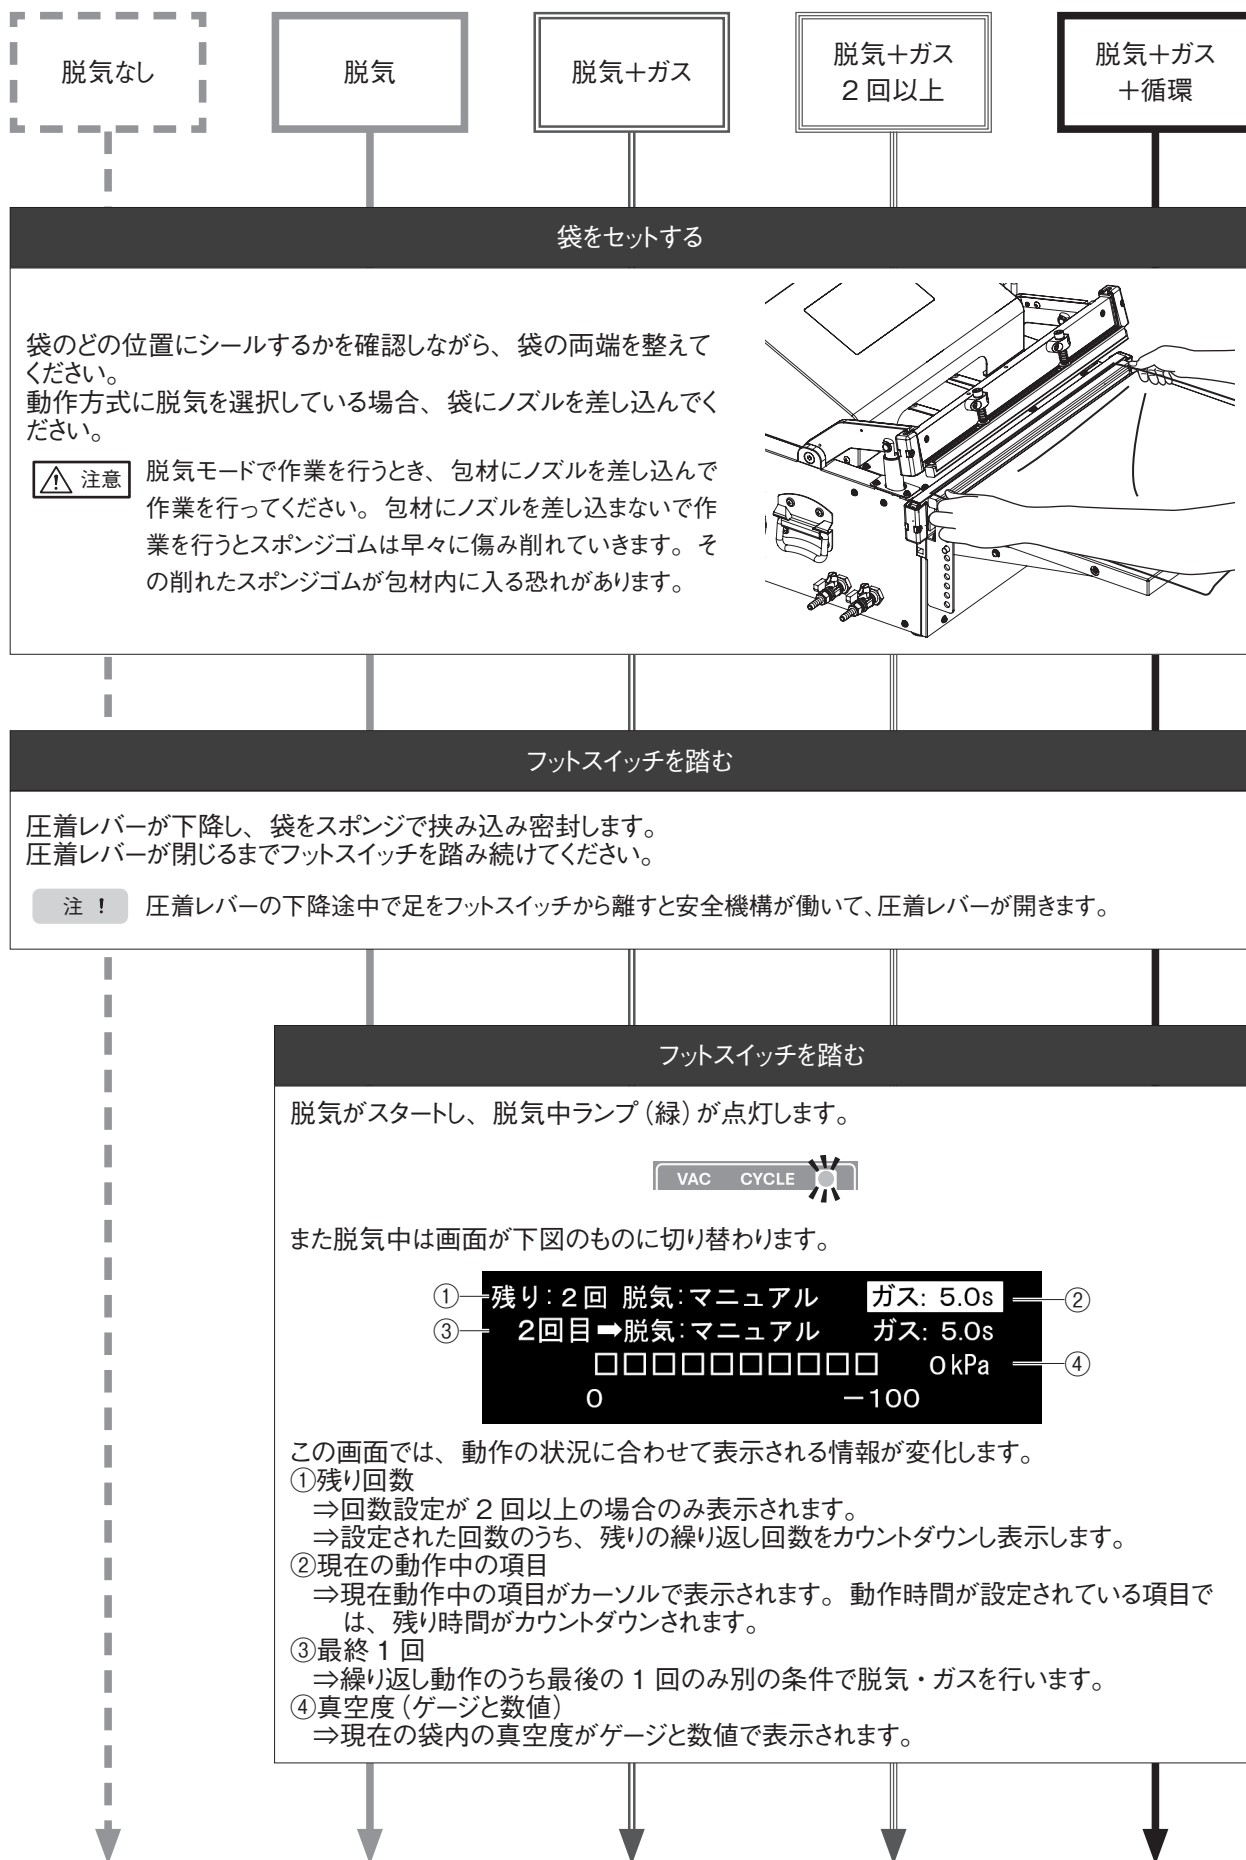 脱気なし
脱気
脱気＋ガス
脱気＋ガス
2 回以上
脱気＋ガス
＋循環
袋をセットする
袋のどの位置にシールするかを確認しながら、袋の両端を整えて
ください。
動作方式に脱気を選択している場合、袋にノズルを差し込んでく
ださい。
注意
脱気モードで作業を行うとき、包材にノズルを差し込んで
作業を行ってください。包材にノズルを差し込まないで作
業を行うとスポンジゴムは早々に傷み削れていきます。そ
の削れたスポンジゴムが包材内に入る恐れがあります。
フットスイッチを踏む
圧着レバーが下降し、袋をスポンジで挟み込み密封します。
圧着レバーが閉じるまでフットスイッチを踏み続けてください。
注 ！ 圧着レバーの下降途中で足をフットスイッチから離すと安全機構が働いて、圧着レバーが開きます。
フットスイッチを踏む
脱気がスタートし、脱気中ランプ（緑）が点灯します。
VAC CYCLE
また脱気中は画面が下図のものに切り替わります。
① 残り：2 回 脱気：マニュアル ガス： 5.0s ②
③ 2回目➡脱気：マニュアル ガス： 5.0s
□□□□□□□□□□ 0 kPa ④
0 －100
この画面では、動作の状況に合わせて表示される情報が変化します。
①残り回数
⇒回数設定が 2 回以上の場合のみ表示されます。
⇒設定された回数のうち、残りの繰り返し回数をカウントダウンし表示します。
②現在の動作中の項目
⇒現在動作中の項目がカーソルで表示されます。動作時間が設定されている項目で
は、残り時間がカウントダウンされます。
③最終 1 回
⇒繰り返し動作のうち最後の 1 回のみ別の条件で脱気・ガスを行います。
④真空度（ゲージと数値）
⇒現在の袋内の真空度がゲージと数値で表示されます。